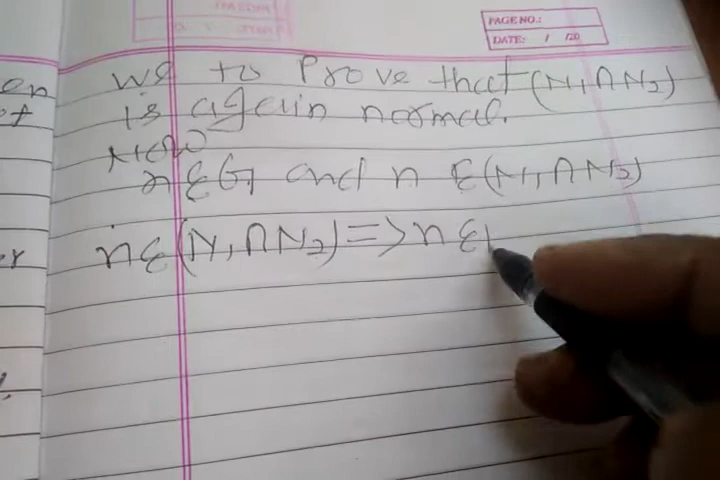 PAGE NO.:
DATE: / /20
we to Prove that (N1∩N2)
is again normal.
Now
x ∈ G and n ∈ (N1∩N2)
n ∈ (N1∩N2) => n ∈